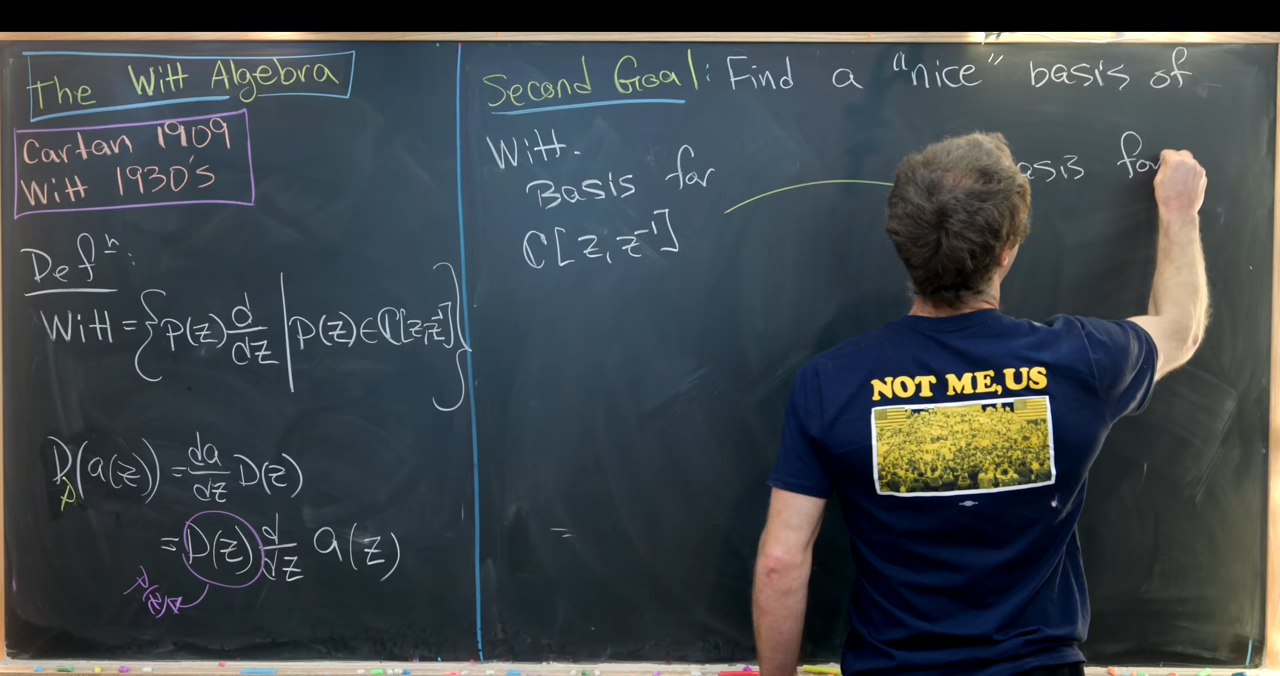 The Witt Algebra
Cartan 1909
Witt 1930's
Defⁿ:
Witt = { P(z) d/dz | P(z) ∈ ℂ[z,z⁻¹] }
D(a(z)) = da/dz D(z)
= D(z) d/dz a(z)
Second Goal: Find a "nice" basis of
Witt.
Basis for
ℂ[z, z⁻¹]
asis for
=
NOT ME, US